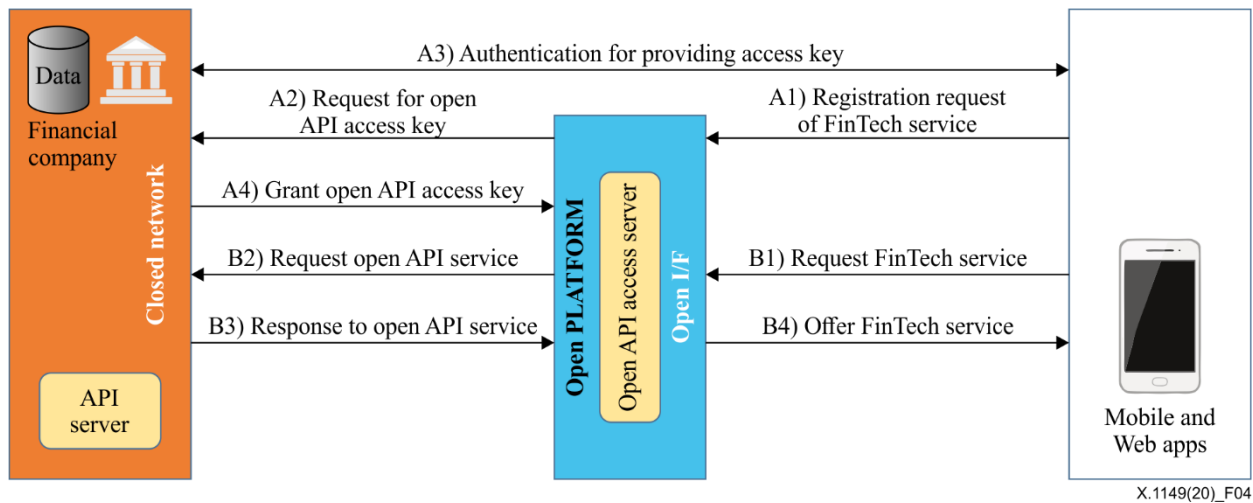 Data
Financial
company
Closed network
API
server
A3) Authentication for providing access key
A2) Request for open
API access key
A1) Registration request
of FinTech service
A4) Grant open API access key
B2) Request open API service
B1) Request FinTech service
B3) Response to open API service
B4) Offer FinTech service
Open PLATFORM
Open API access server
Open I/F
Mobile and
Web apps
X.1149(20)_F04